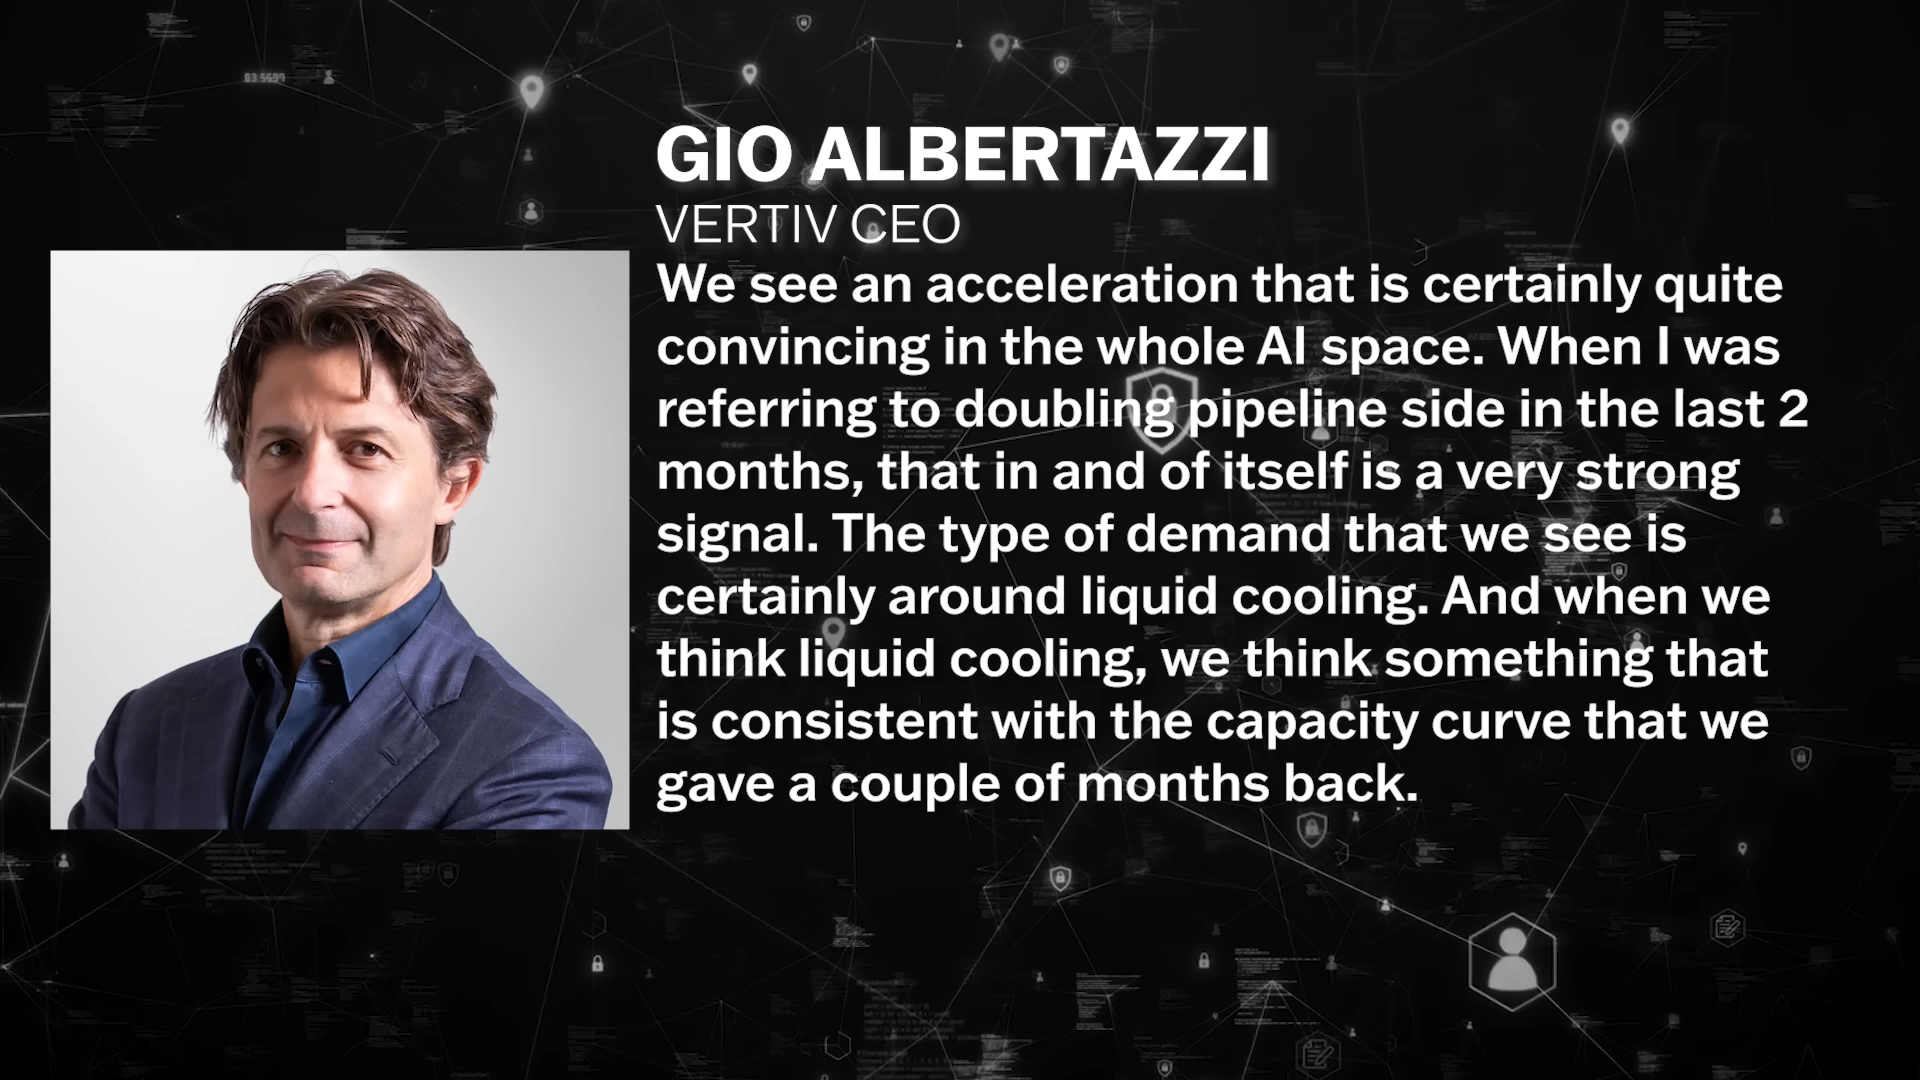 GIO ALBERTAZZI
VERTIV CEO
We see an acceleration that is certainly quite
convincing in the whole AI space. When I was
referring to doubling pipeline side in the last 2
months, that in and of itself is a very strong
signal. The type of demand that we see is
certainly around liquid cooling. And when we
think liquid cooling, we think something that
is consistent with the capacity curve that we
gave a couple of months back.